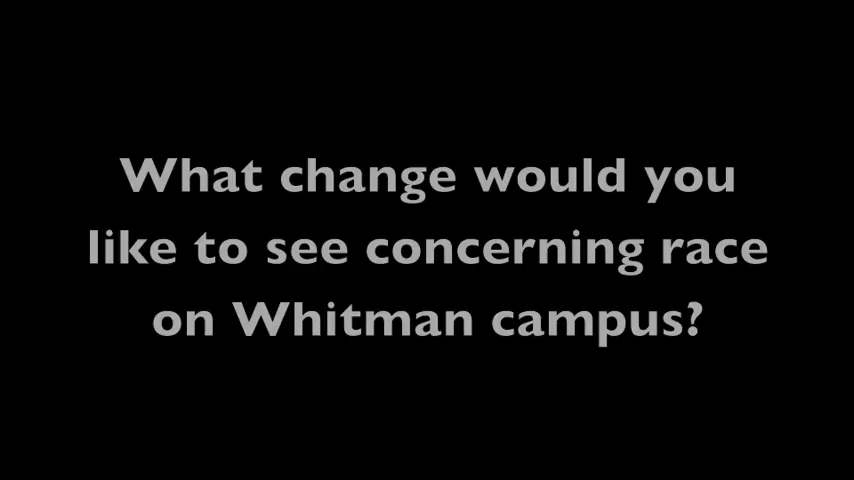 What change would you
like to see concerning race
on Whitman campus?